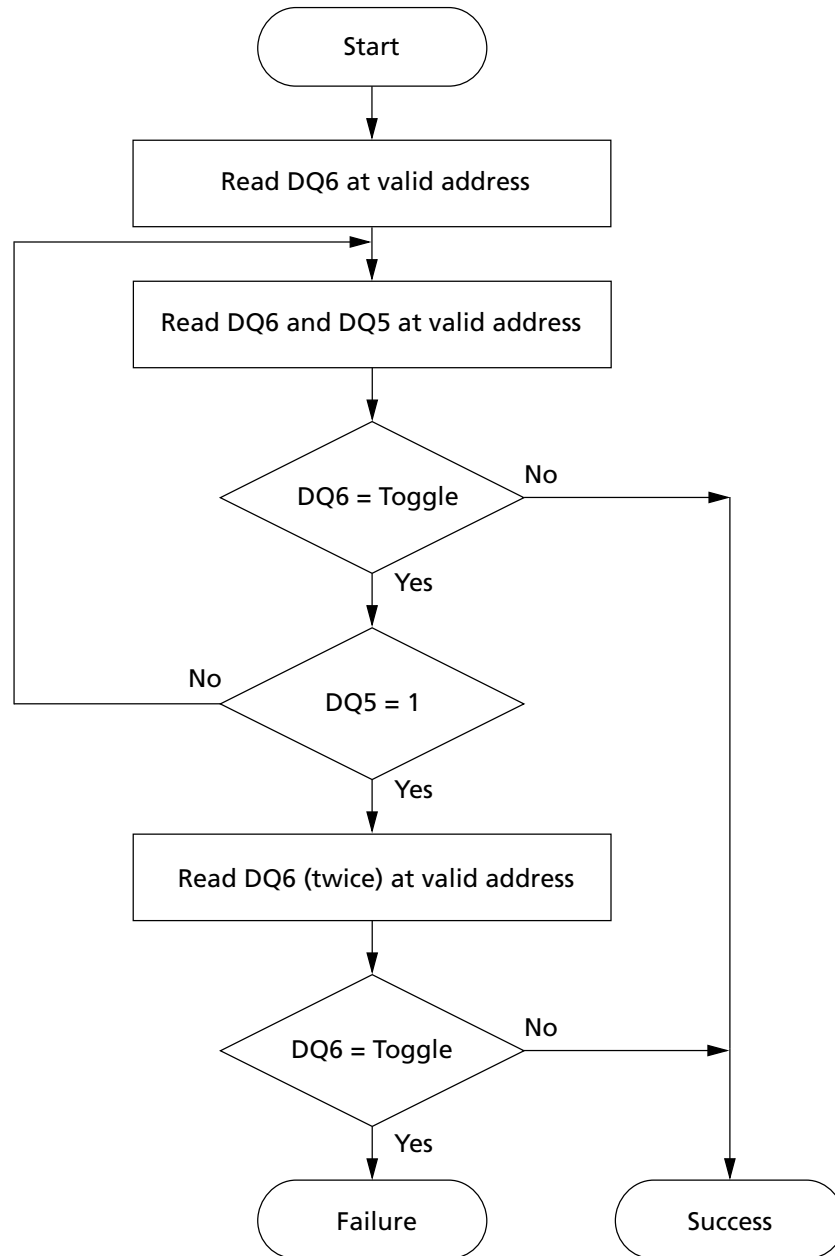 Start
Read DQ6 at valid address
Read DQ6 and DQ5 at valid address
DQ6 = Toggle
No
Yes
No
DQ5 = 1
Yes
Read DQ6 (twice) at valid address
DQ6 = Toggle
No
Yes
Failure
Success